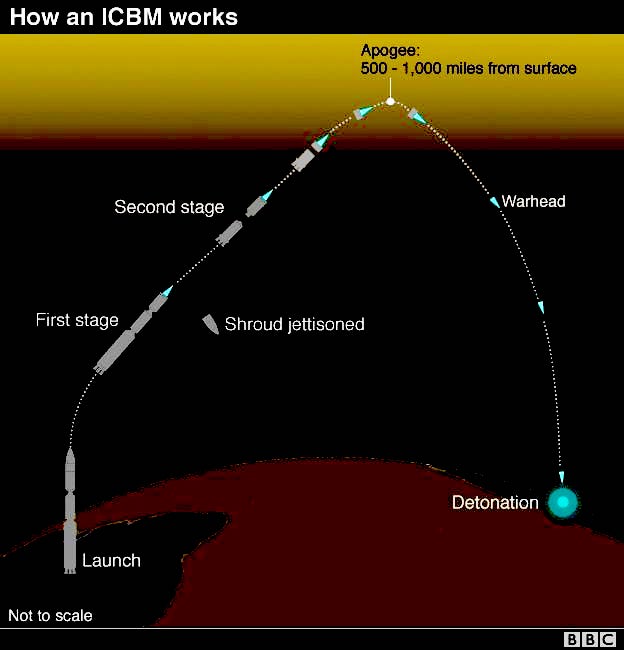 How an ICBM works
Apogee:
500 - 1,000 miles from surface
Second stage
Warhead
First stage
Shroud jettisoned
Detonation
Launch
Not to scale
BBC